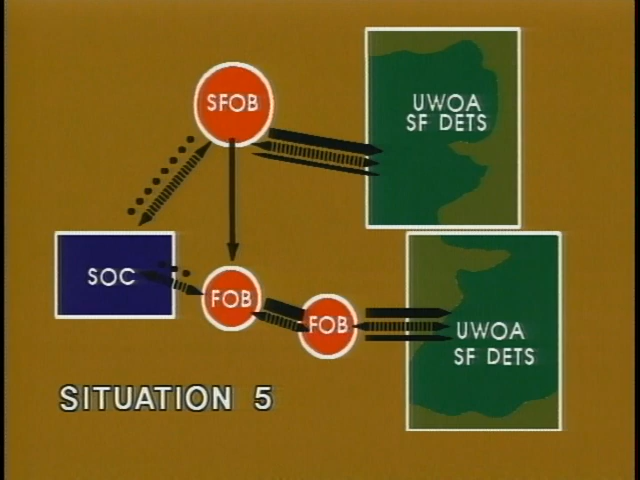 SFOB
UWOA
SF DETS
SOC
FOB
FOB
UWOA
SF DETS
SITUATION 5